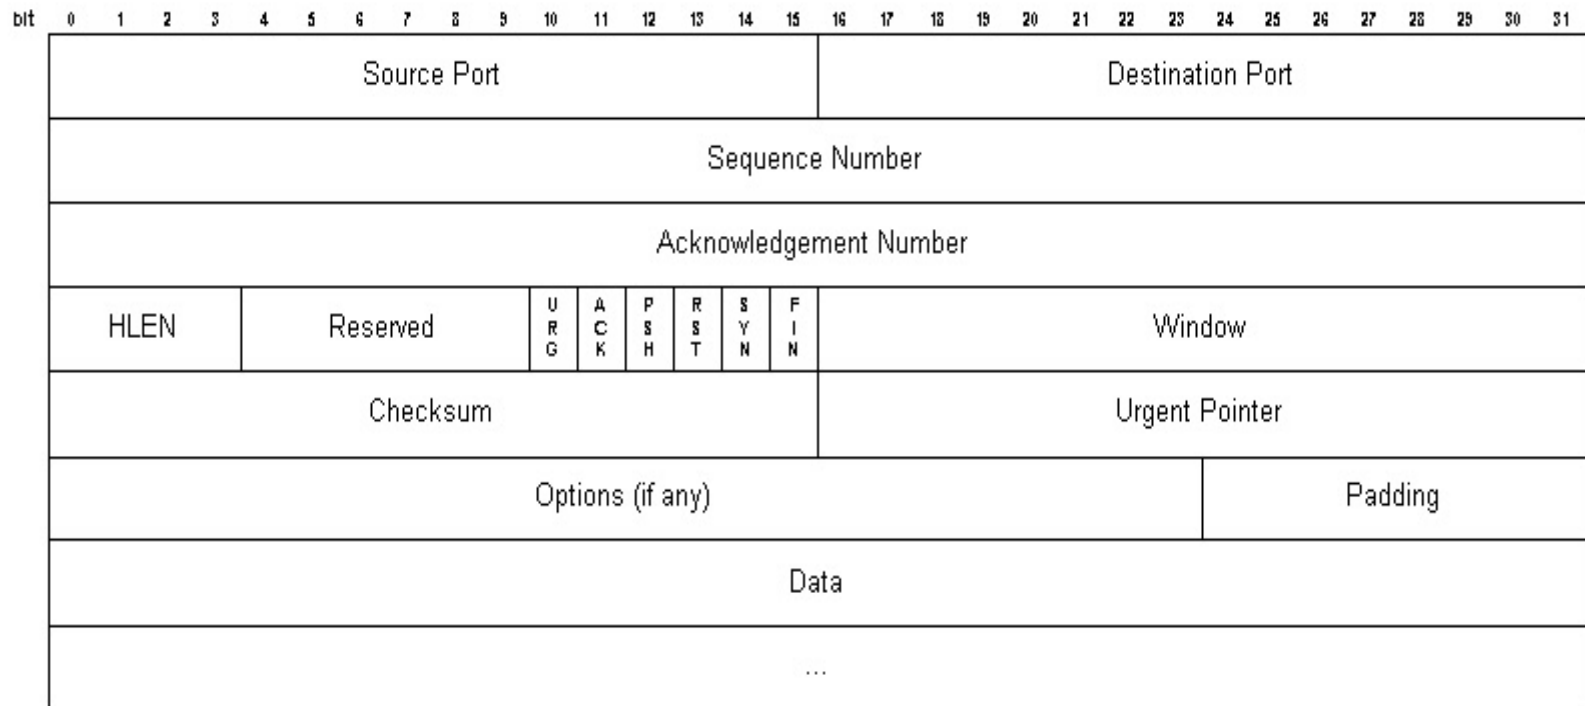 bit 0 1 2 3 4 5 6 7 8 9 10 11 12 13 14 15 16 17 18 19 20 21 22 23 24 25 26 27 28 29 30 31
Source Port Destination Port
Sequence Number
Acknowledgement Number
HLEN Reserved URG ACK PSH RST SYN FIN Window
Checksum Urgent Pointer
Options (if any) Padding
Data
...